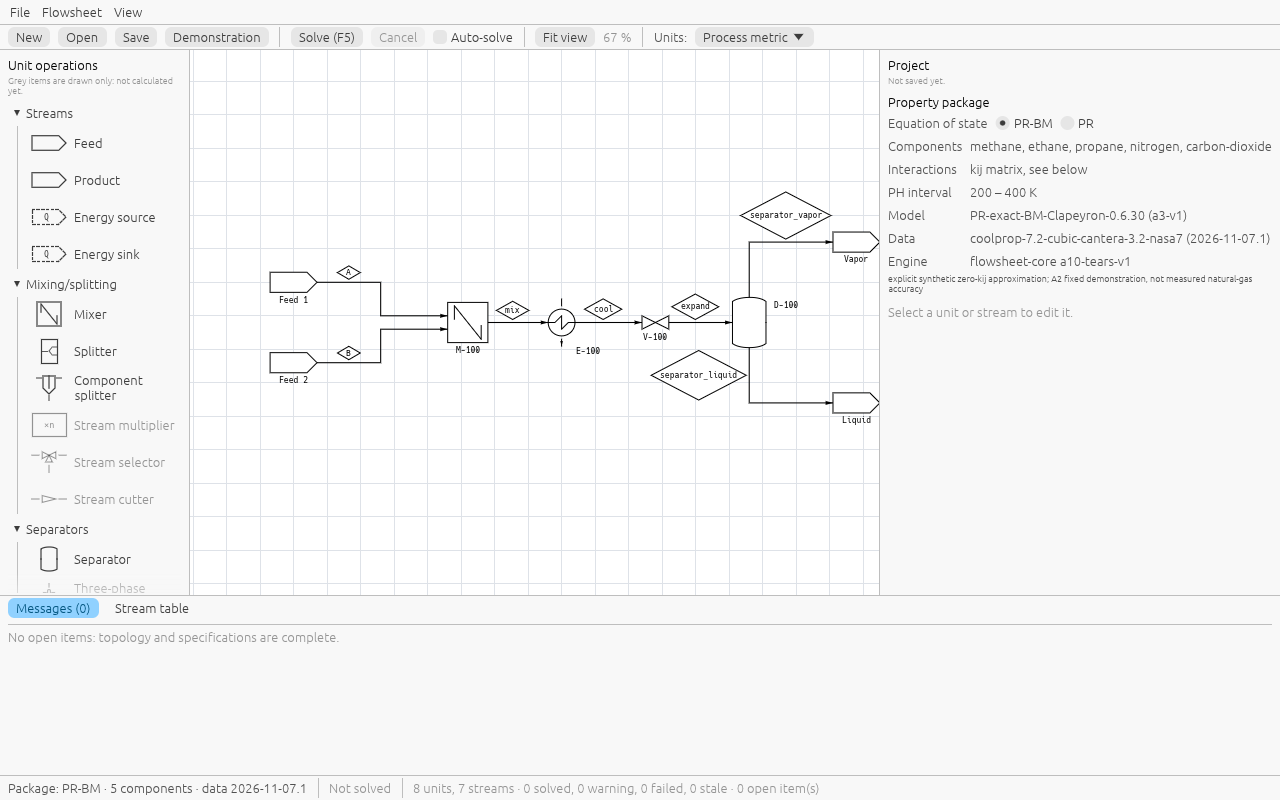 File Flowsheet View
New Open Save Demonstration Solve (F5) Cancel Auto-solve Fit view 67 % Units: Process metric
Unit operations
Grey items are drawn only: not calculated
yet.
Streams
Feed
Product
Q Energy source
Q Energy sink
Mixing/splitting
Mixer
Splitter
Component
splitter
×n Stream multiplier
Stream selector
Stream cutter
Separators
Separator
Three-phase
separator_vapor
Vapor
A
Feed 1
mix
cool
expand
D-100
M-100
E-100
V-100
B
Feed 2
separator_liquid
Liquid
Project
Not saved yet.
Property package
Equation of state PR-BM PR
Components methane, ethane, propane, nitrogen, carbon-dioxide
Interactions kij matrix, see below
PH interval 200 – 400 K
Model PR-exact-BM-Clapeyron-0.6.30 (a3-v1)
Data coolprop-7.2-cubic-cantera-3.2-nasa7 (2026-11-07.1)
Engine flowsheet-core a10-tears-v1
explicit synthetic zero-kij approximation; A2 fixed demonstration, not measured natural-gas
accuracy
Select a unit or stream to edit it.
Messages (0) Stream table
No open items: topology and specifications are complete.
Package: PR-BM · 5 components · data 2026-11-07.1 Not solved 8 units, 7 streams · 0 solved, 0 warning, 0 failed, 0 stale · 0 open item(s)